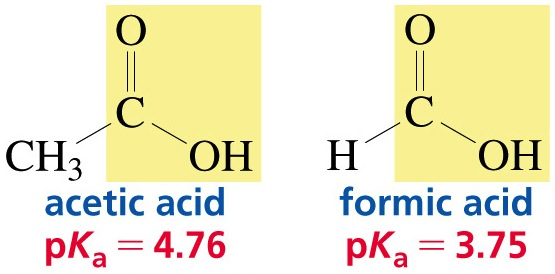 O O
C C
CH₃ OH H OH
acetic acid formic acid
pKₐ = 4.76 pKₐ = 3.75